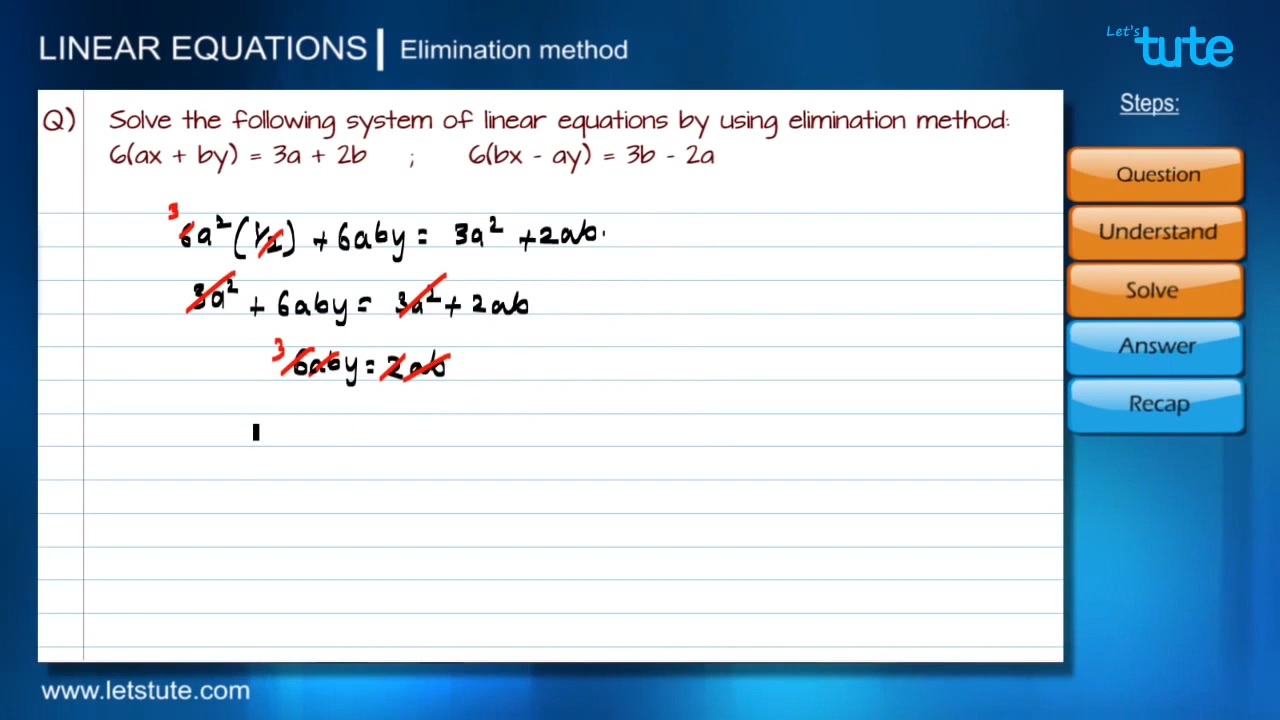 LINEAR EQUATIONS | Elimination method
Let's tute
Steps:
Q) Solve the following system of linear equations by using elimination method:
6(ax + by) = 3a + 2b ; 6(bx - ay) = 3b - 2a
3
6a² (1/2) + 6aby = 3a² + 2ab.
3a² + 6aby = 3a² + 2ab
3 6aby = 2ab
Question
Understand
Solve
Answer
Recap
www.letstute.com